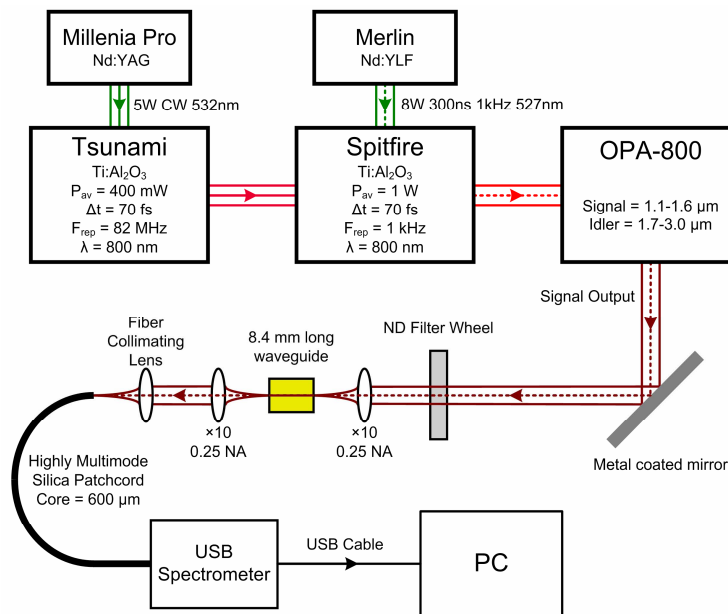 Millenia Pro
Nd:YAG
Merlin
Nd:YLF
5W CW 532nm
8W 300ns 1kHz 527nm
Tsunami
Ti:Al₂O₃
Pav = 400 mW
Δt = 70 fs
Frep = 82 MHz
λ = 800 nm
Spitfire
Ti:Al₂O₃
Pav = 1 W
Δt = 70 fs
Frep = 1 kHz
λ = 800 nm
OPA-800
Signal = 1.1-1.6 μm
Idler = 1.7-3.0 μm
Signal Output
Fiber
Collimating
Lens
8.4 mm long
waveguide
ND Filter Wheel
×10
0.25 NA
×10
0.25 NA
Metal coated mirror
Highly Multimode
Silica Patchcord
Core = 600 μm
USB
Spectrometer
USB Cable
PC